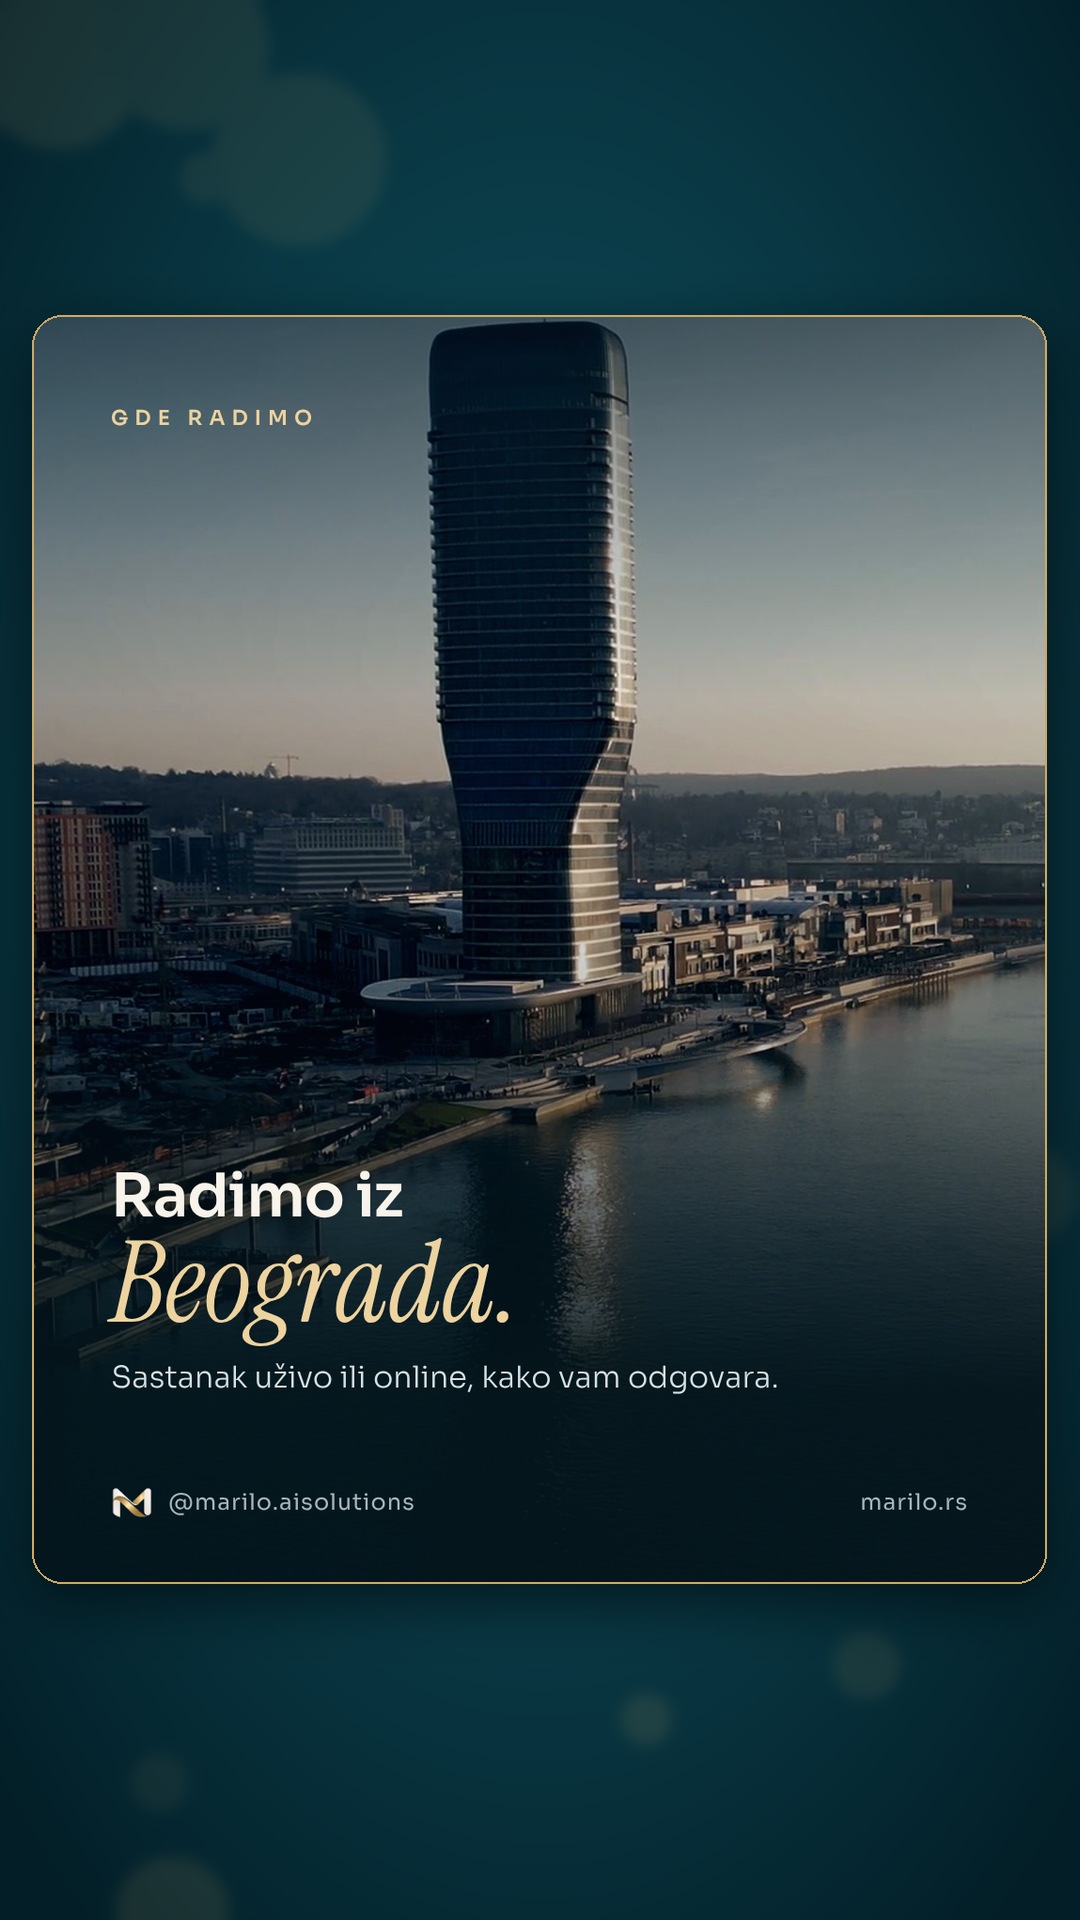 GDE RADIMO
Radimo iz
Beograda.
Sastanak uživo ili online, kako vam odgovara.
@marilo.aisolutions
marilo.rs